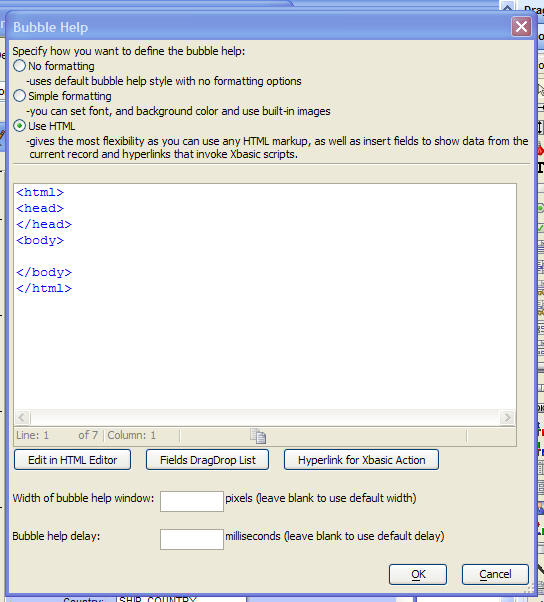 Drag
Bubble Help
Specify how you want to define the bubble help:
No formatting
-uses default bubble help style with no formatting options
Simple formatting
-you can set font, and background color and use built-in images
Use HTML
-gives the most flexibility as you can use any HTML markup, as well as insert fields to show data from the
current record and hyperlinks that invoke Xbasic scripts.
<html>
<head>
</head>
<body>
</body>
</html>
Line: 1 of 7 Column: 1
Edit in HTML Editor Fields DragDrop List Hyperlink for Xbasic Action
Width of bubble help window: pixels (leave blank to use default width)
Bubble help delay: milliseconds (leave blank to use default delay)
OK Cancel
Country: SHIP_COUNTRY